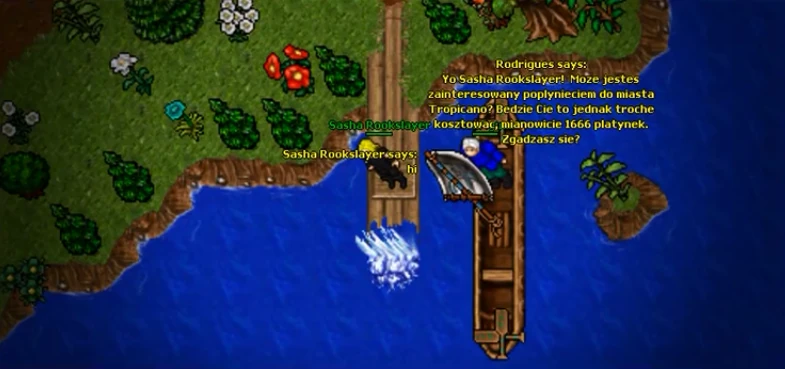 Rodrigues says:
Yo Sasha Rookslayer! Moze jestes
zainteresowany poplynieciem do miasta
Tropicano? Bedzie Cie to jednak troche
kosztowac, mianowicie 1666 platynek.
Zgadzasz sie?
Sasha Rookslayer
Sasha Rookslayer says:
hi